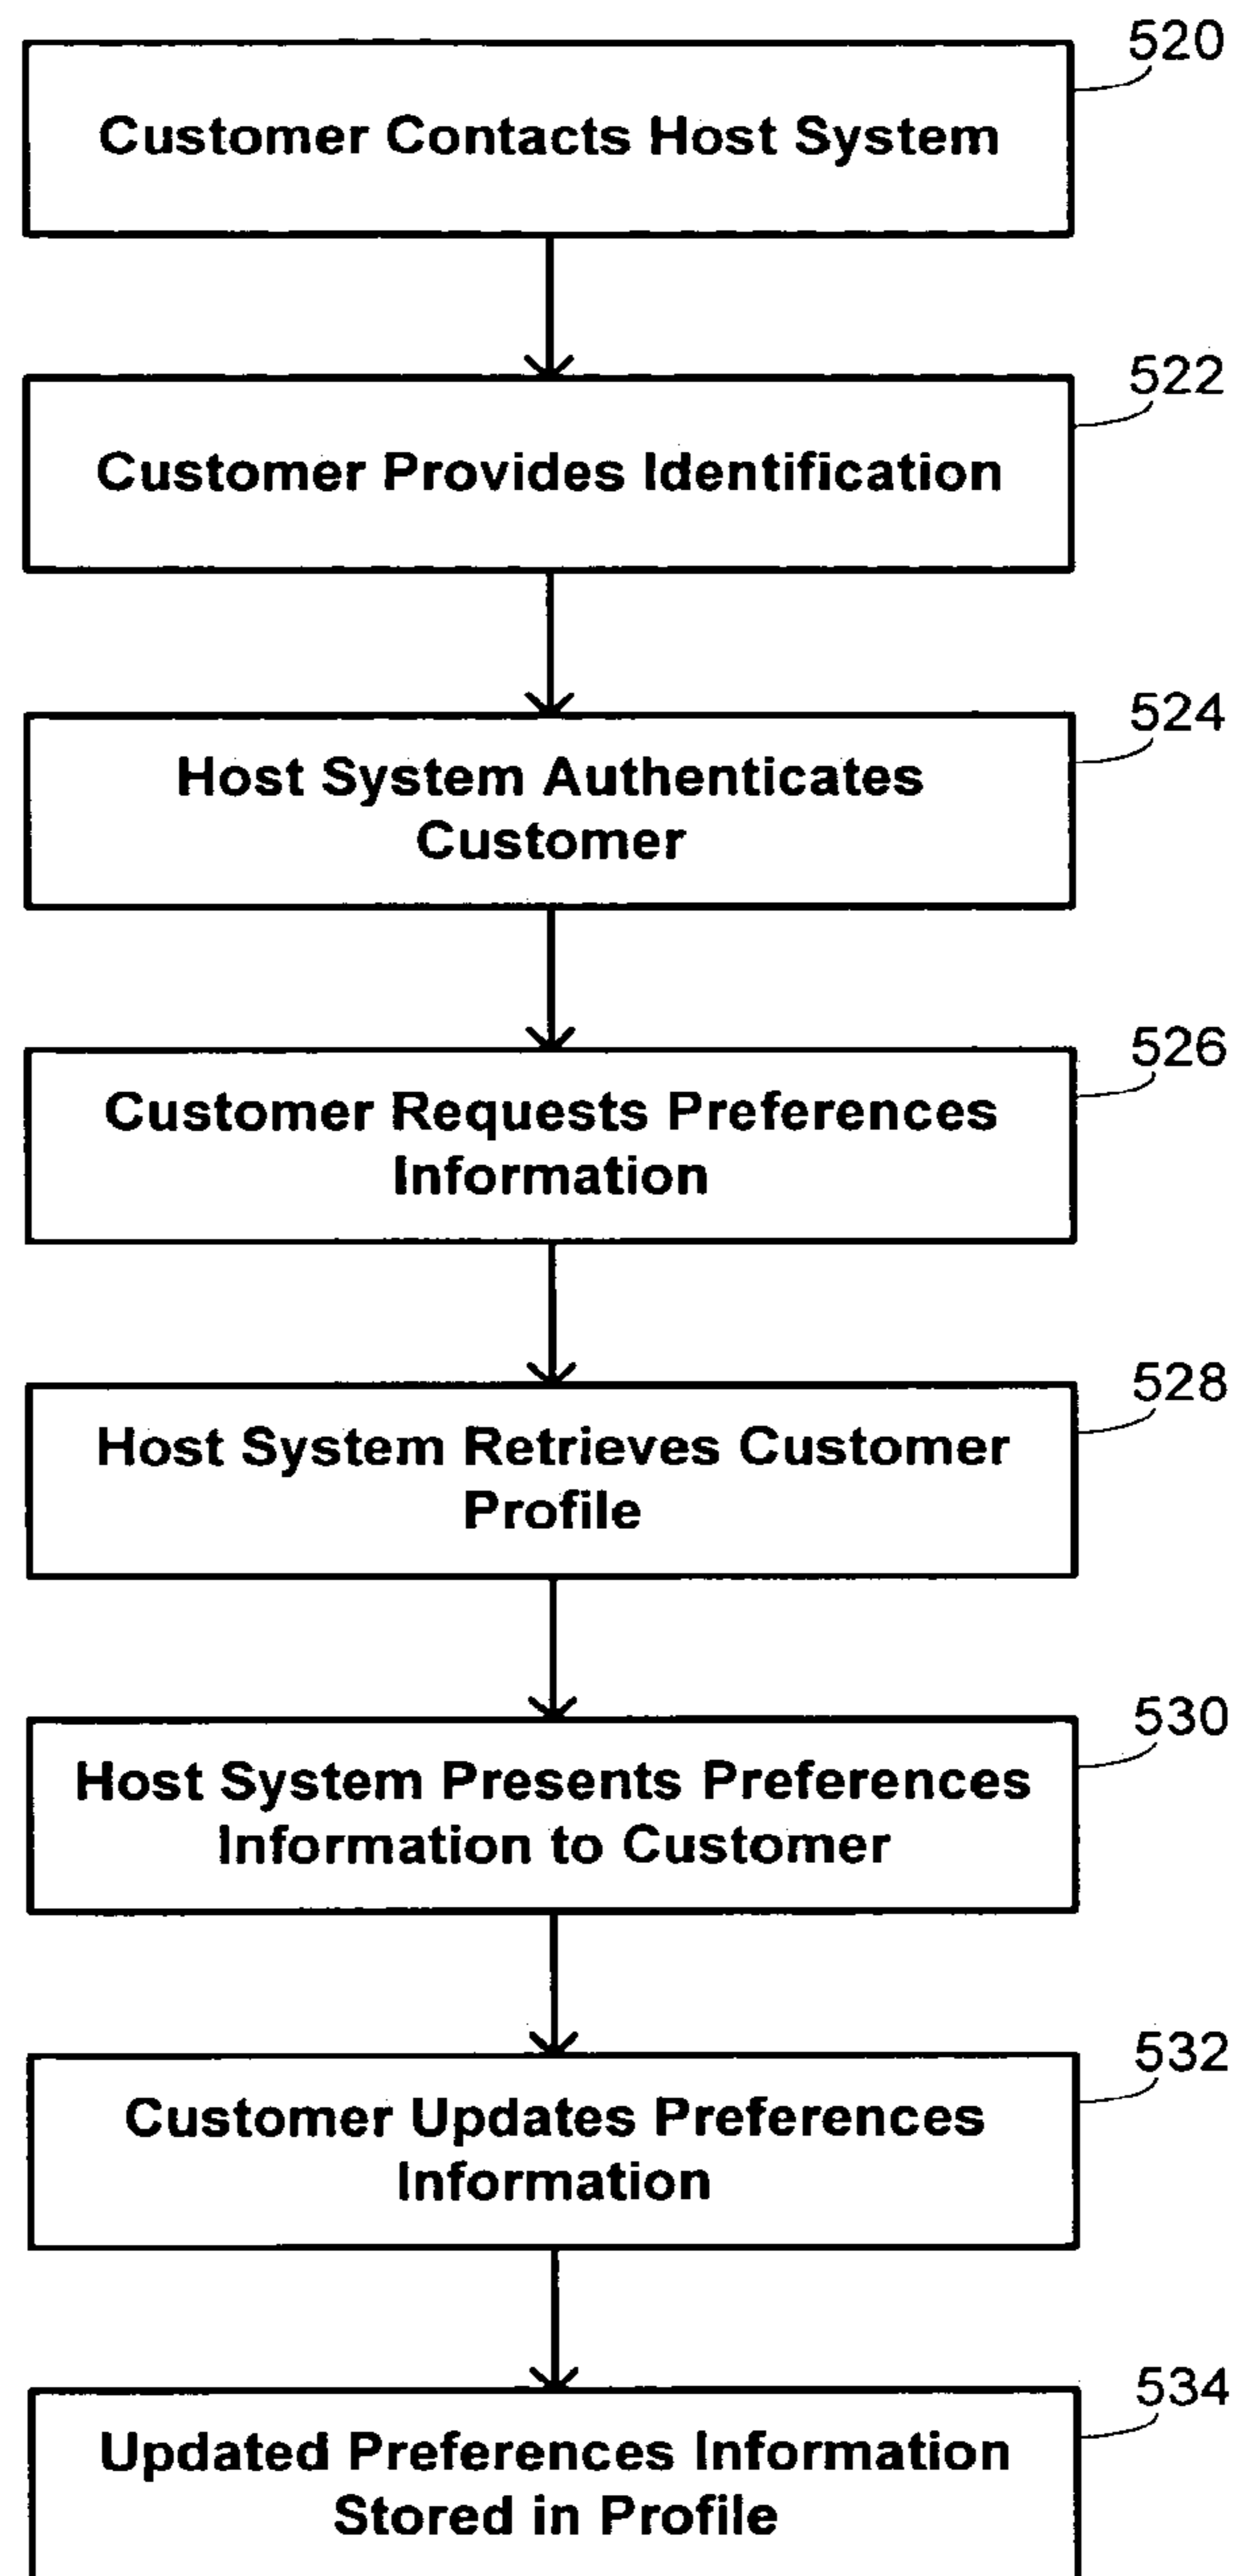 520
Customer Contacts Host System
522
Customer Provides Identification
524
Host System Authenticates
Customer
526
Customer Requests Preferences
Information
528
Host System Retrieves Customer
Profile
530
Host System Presents Preferences
Information to Customer
532
Customer Updates Preferences
Information
534
Updated Preferences Information
Stored in Profile